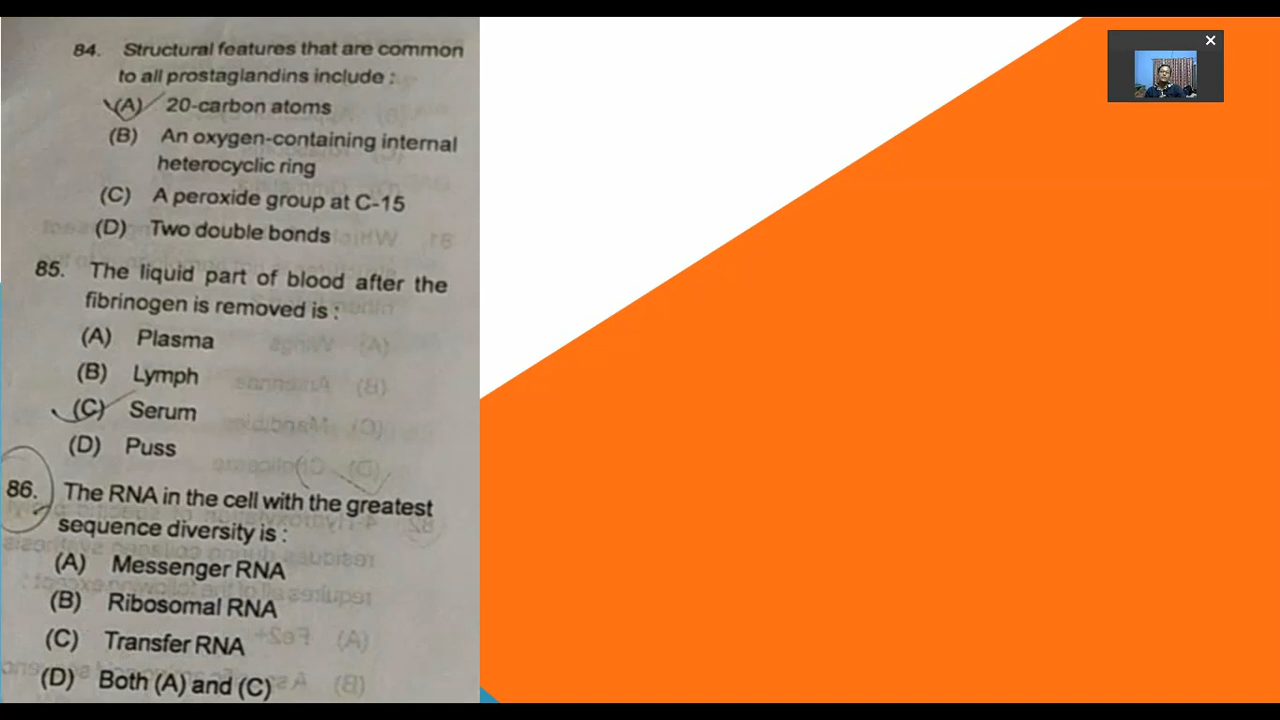 84. Structural features that are common
to all prostaglandins include :
(A) 20-carbon atoms
(B) An oxygen-containing internal
heterocyclic ring
(C) A peroxide group at C-15
(D) Two double bonds
85. The liquid part of blood after the
fibrinogen is removed is :
(A) Plasma
(B) Lymph
(C) Serum
(D) Puss
86. The RNA in the cell with the greatest
sequence diversity is :
(A) Messenger RNA
(B) Ribosomal RNA
(C) Transfer RNA
(D) Both (A) and (C)